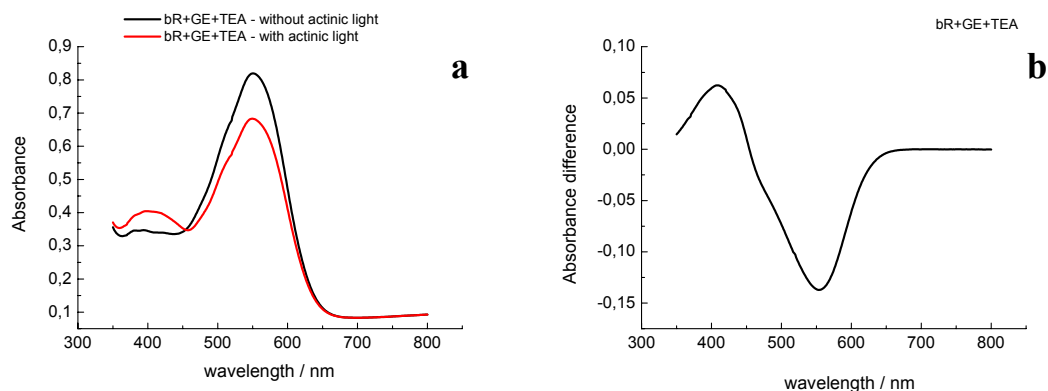 bR+GE+TEA - without actinic light
bR+GE+TEA - with actinic light
a
0,9
0,8
0,7
0,6
0,5
0,4
0,3
0,2
0,1
Absorbance
300 400 500 600 700 800
wavelength / nm
bR+GE+TEA
b
0,10
0,05
0,00
-0,05
-0,10
-0,15
Absorbance difference
300 400 500 600 700 800
wavelength / nm